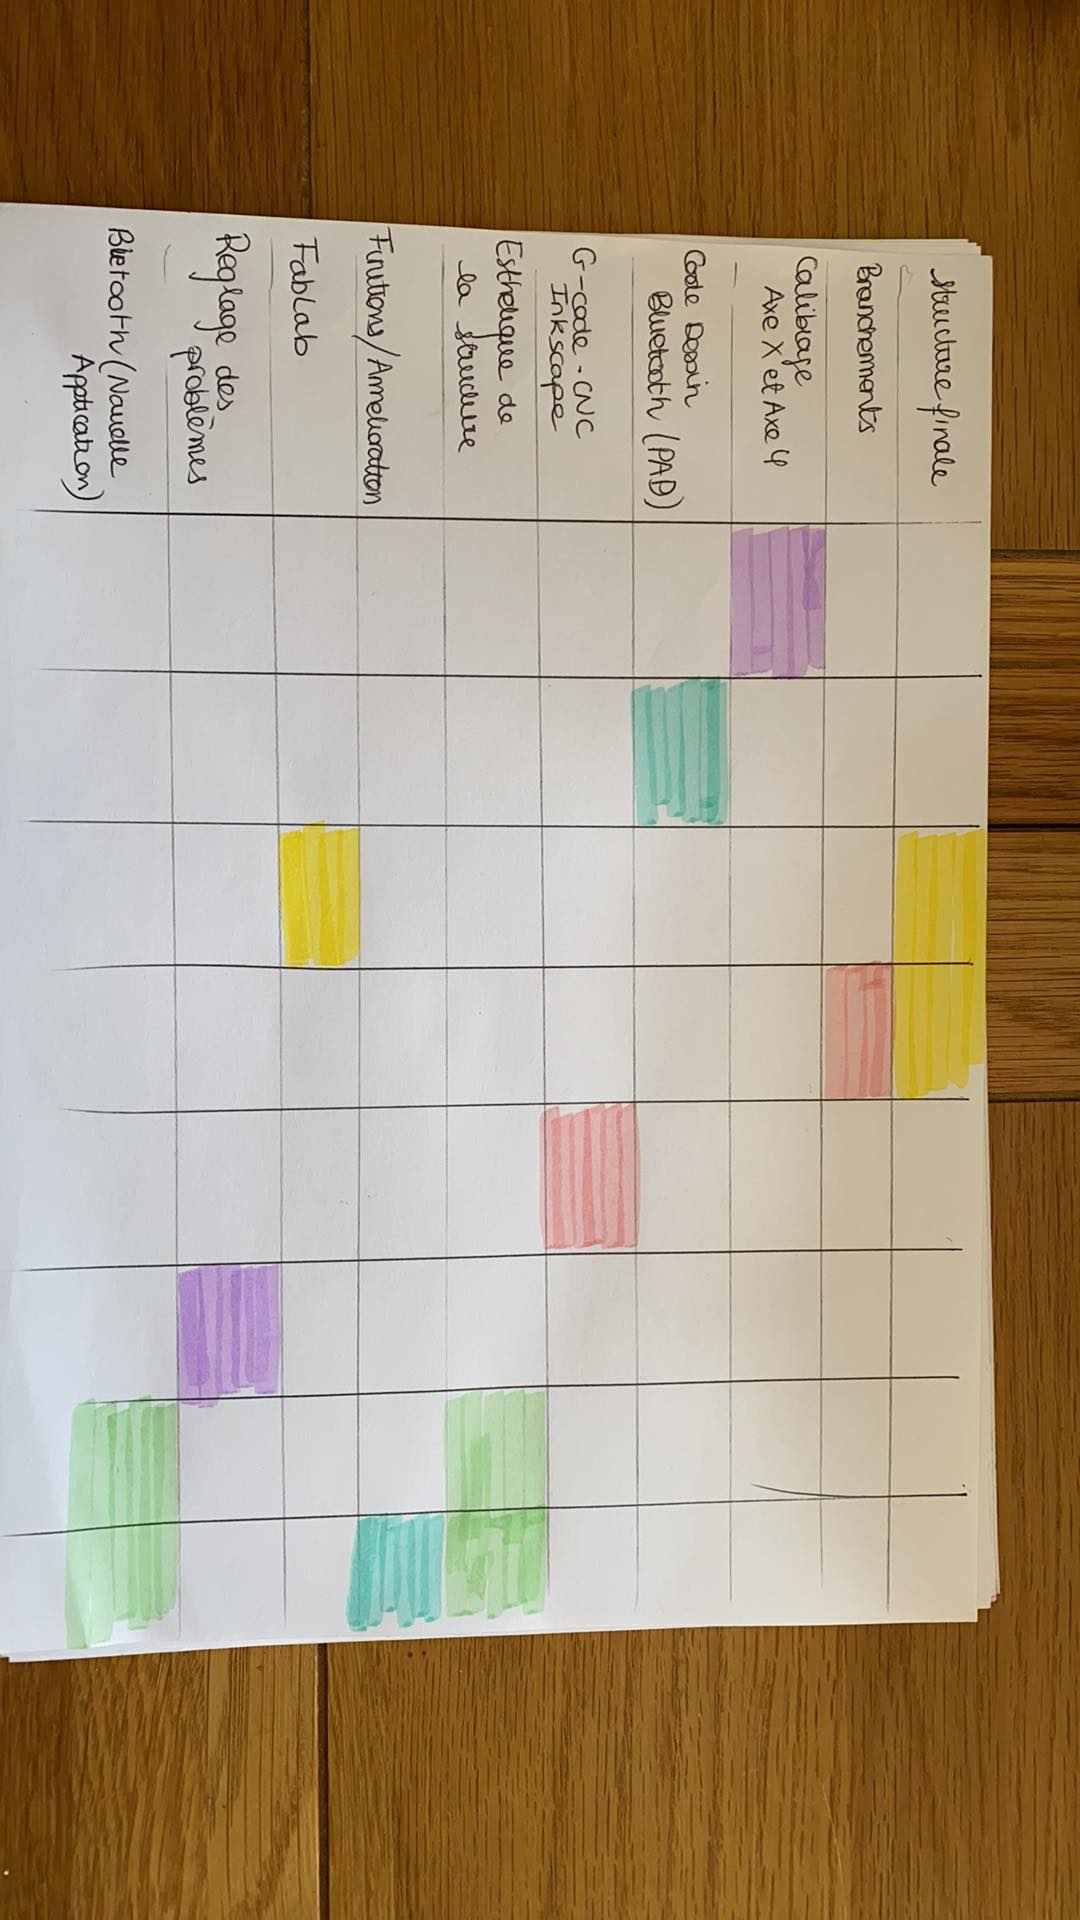 Structure finale
Branchements
Calibrage
Axe X et Axe Y
Code Dessin
Bluetooth (PAD)
G-code-CNC
Inkscape
Esthétique de
la structure
Finitions/Amelioration
FabLab
Reglage des
problèmes
Bluetooth (Nouvelle
Application)